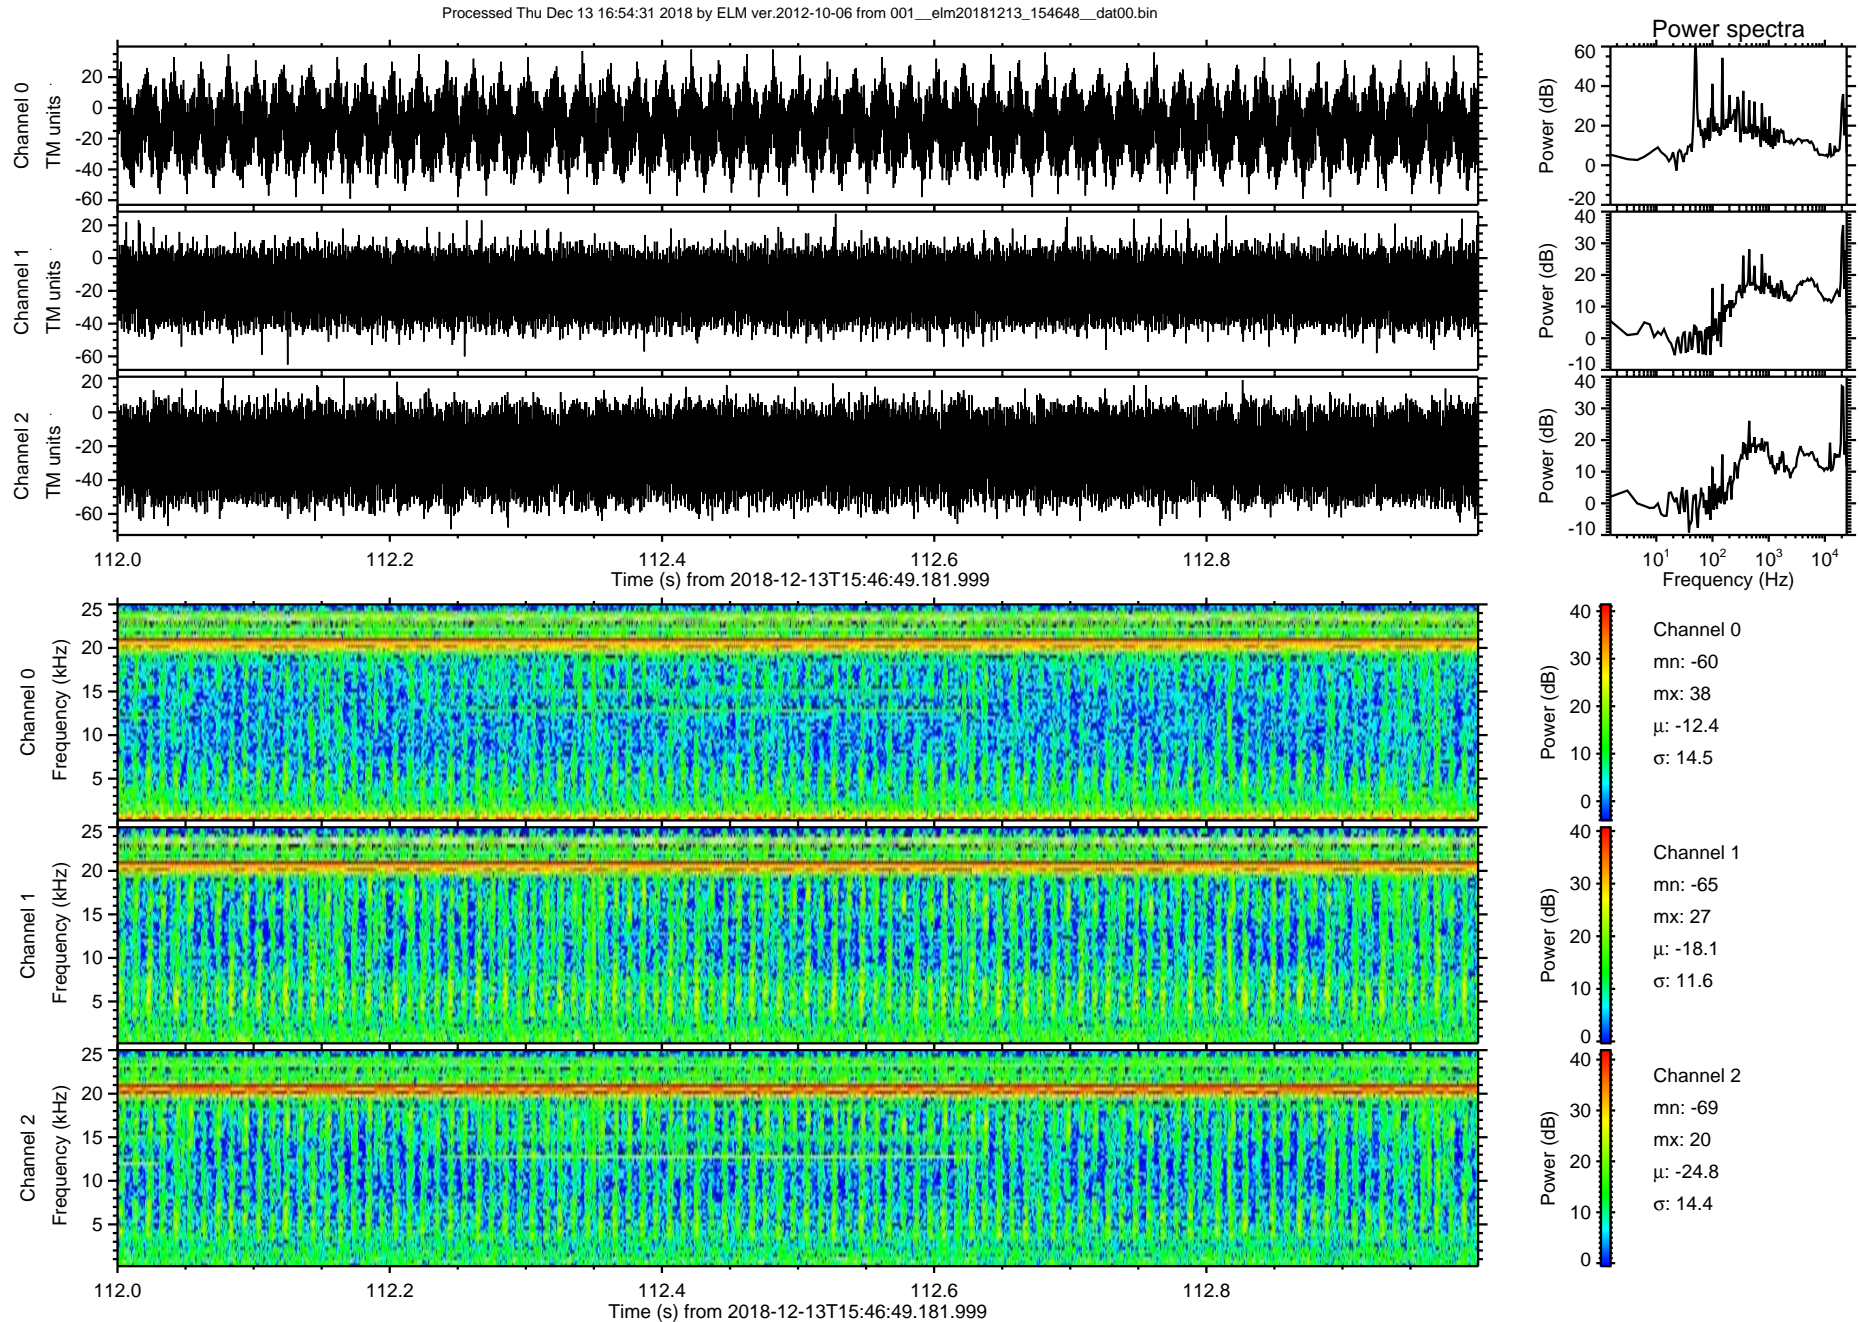 Processed Thu Dec 13 16:54:31 2018 by ELM ver.2012-10-06 from 001__elm20181213_154648__dat00.bin
Power spectra
Channel 0
TM units
20
0
-20
-40
-60
Power (dB)
60
40
20
0
-20
Channel 1
TM units
20
0
-20
-40
-60
Power (dB)
40
30
20
10
0
-10
Channel 2
TM units
20
0
-20
-40
-60
Power (dB)
40
30
20
10
0
-10
112.0
112.2
112.4
112.6
112.8
Time (s) from 2018-12-13T15:46:49.181.999
10¹
10²
10³
10⁴
Frequency (Hz)
Channel 0
Frequency (kHz)
25
20
15
10
5
Power (dB)
40
30
20
10
0
Channel 0
mn: -60
mx: 38
μ: -12.4
σ: 14.5
Channel 1
Frequency (kHz)
25
20
15
10
5
Power (dB)
40
30
20
10
0
Channel 1
mn: -65
mx: 27
μ: -18.1
σ: 11.6
Channel 2
Frequency (kHz)
25
20
15
10
5
Power (dB)
40
30
20
10
0
Channel 2
mn: -69
mx: 20
μ: -24.8
σ: 14.4
112.0
112.2
112.4
112.6
112.8
Time (s) from 2018-12-13T15:46:49.181.999